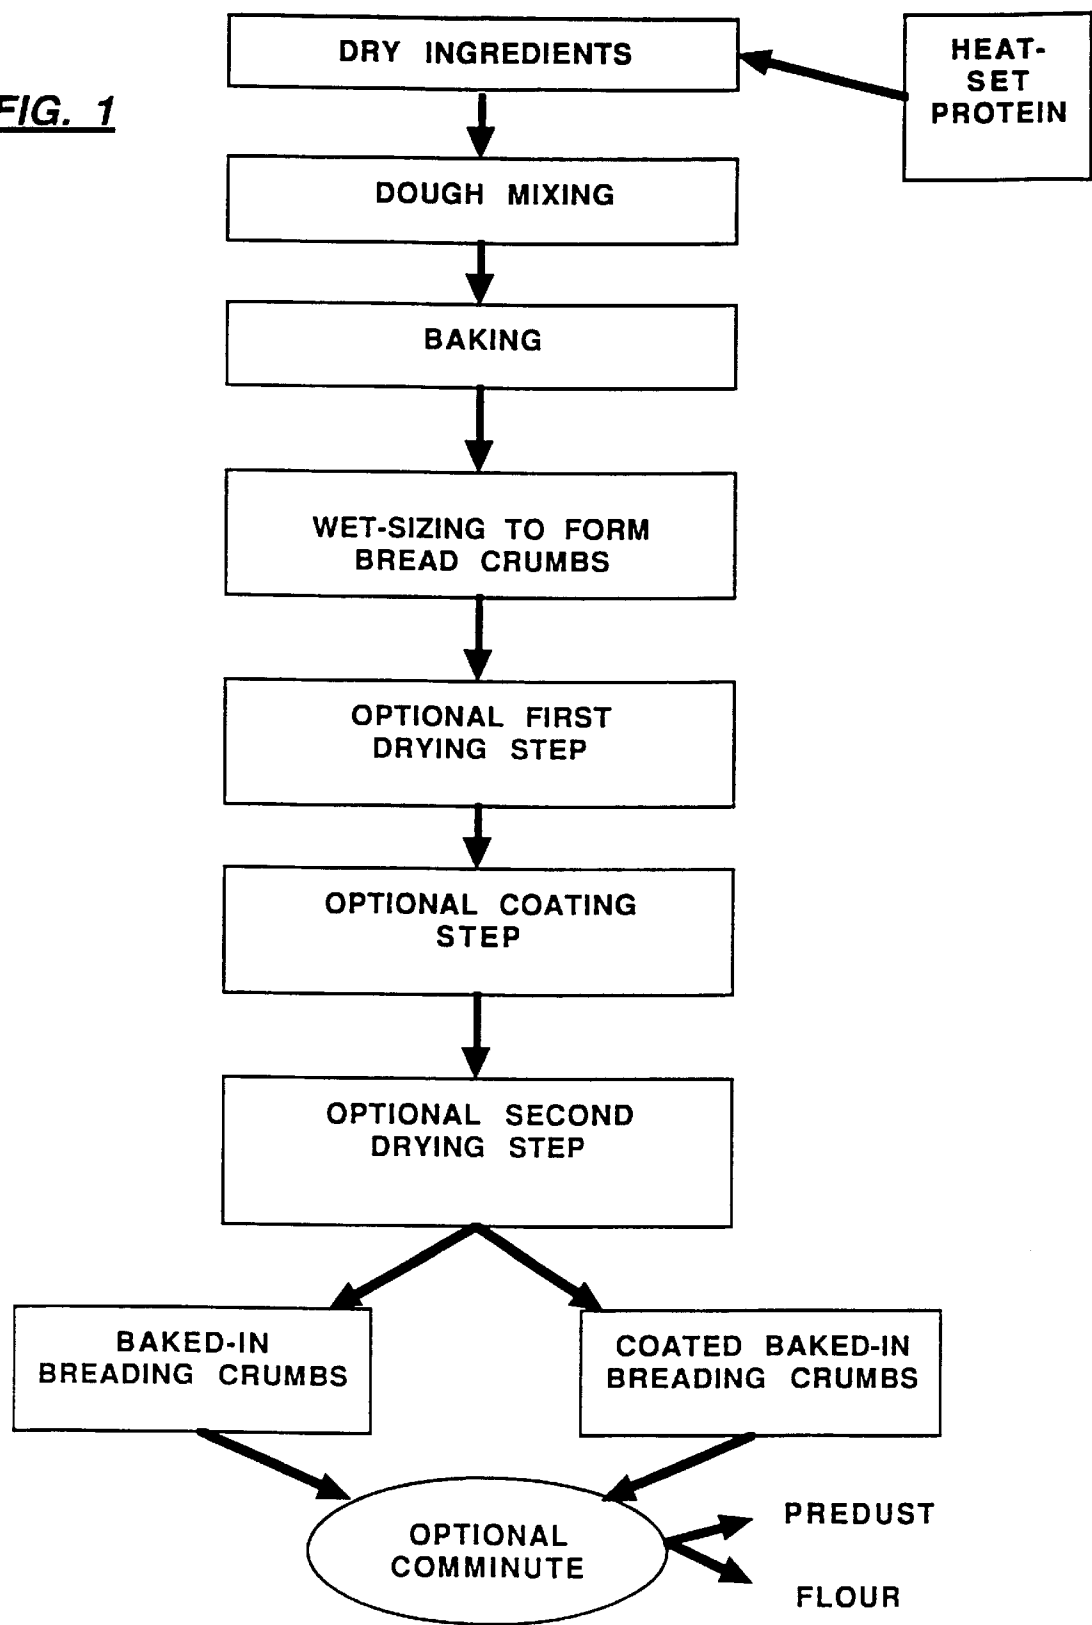 FIG. 1
DRY INGREDIENTS
HEAT-
SET
PROTEIN
DOUGH MIXING
BAKING
WET-SIZING TO FORM
BREAD CRUMBS
OPTIONAL FIRST
DRYING STEP
OPTIONAL COATING
STEP
OPTIONAL SECOND
DRYING STEP
BAKED-IN
BREADING CRUMBS
COATED BAKED-IN
BREADING CRUMBS
OPTIONAL
COMMINUTE
PREDUST
FLOUR